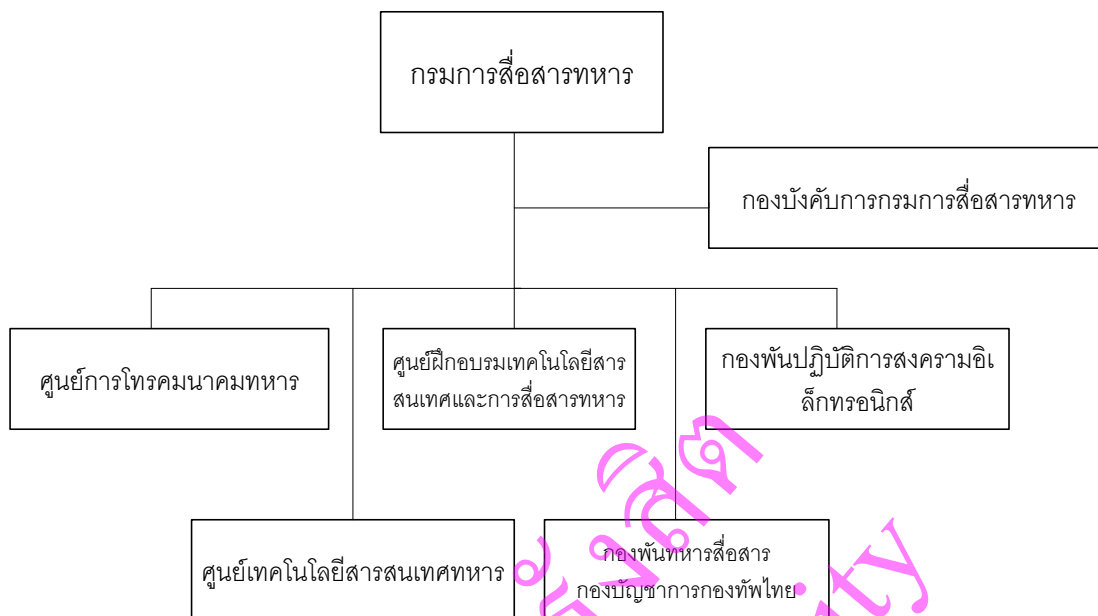 กรมการสื่อสารทหาร
กองบังคับการกรมการสื่อสารทหาร
ศูนย์การโทรคมนาคมทหาร
ศูนย์ฝึกอบรมเทคโนโลยีสาร
สนเทศและการสื่อสารทหาร
กองพันปฏิบัติการสงครามอิเ
ล็กทรอนิกส์
ศูนย์เทคโนโลยีสารสนเทศทหาร
กองพันทหารสื่อสาร
กองบัญชาการกองทัพไทย